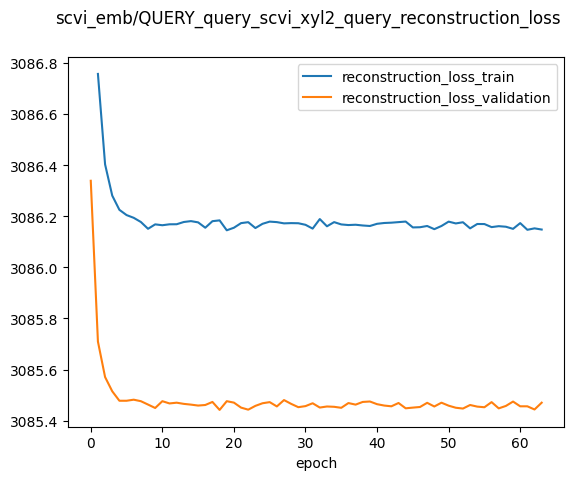 scvi_emb/QUERY_query_scvi_xyl2_query_reconstruction_loss
reconstruction_loss_train
reconstruction_loss_validation
3086.8
3086.6
3086.4
3086.2
3086.0
3085.8
3085.6
3085.4
0 10 20 30 40 50 60
epoch